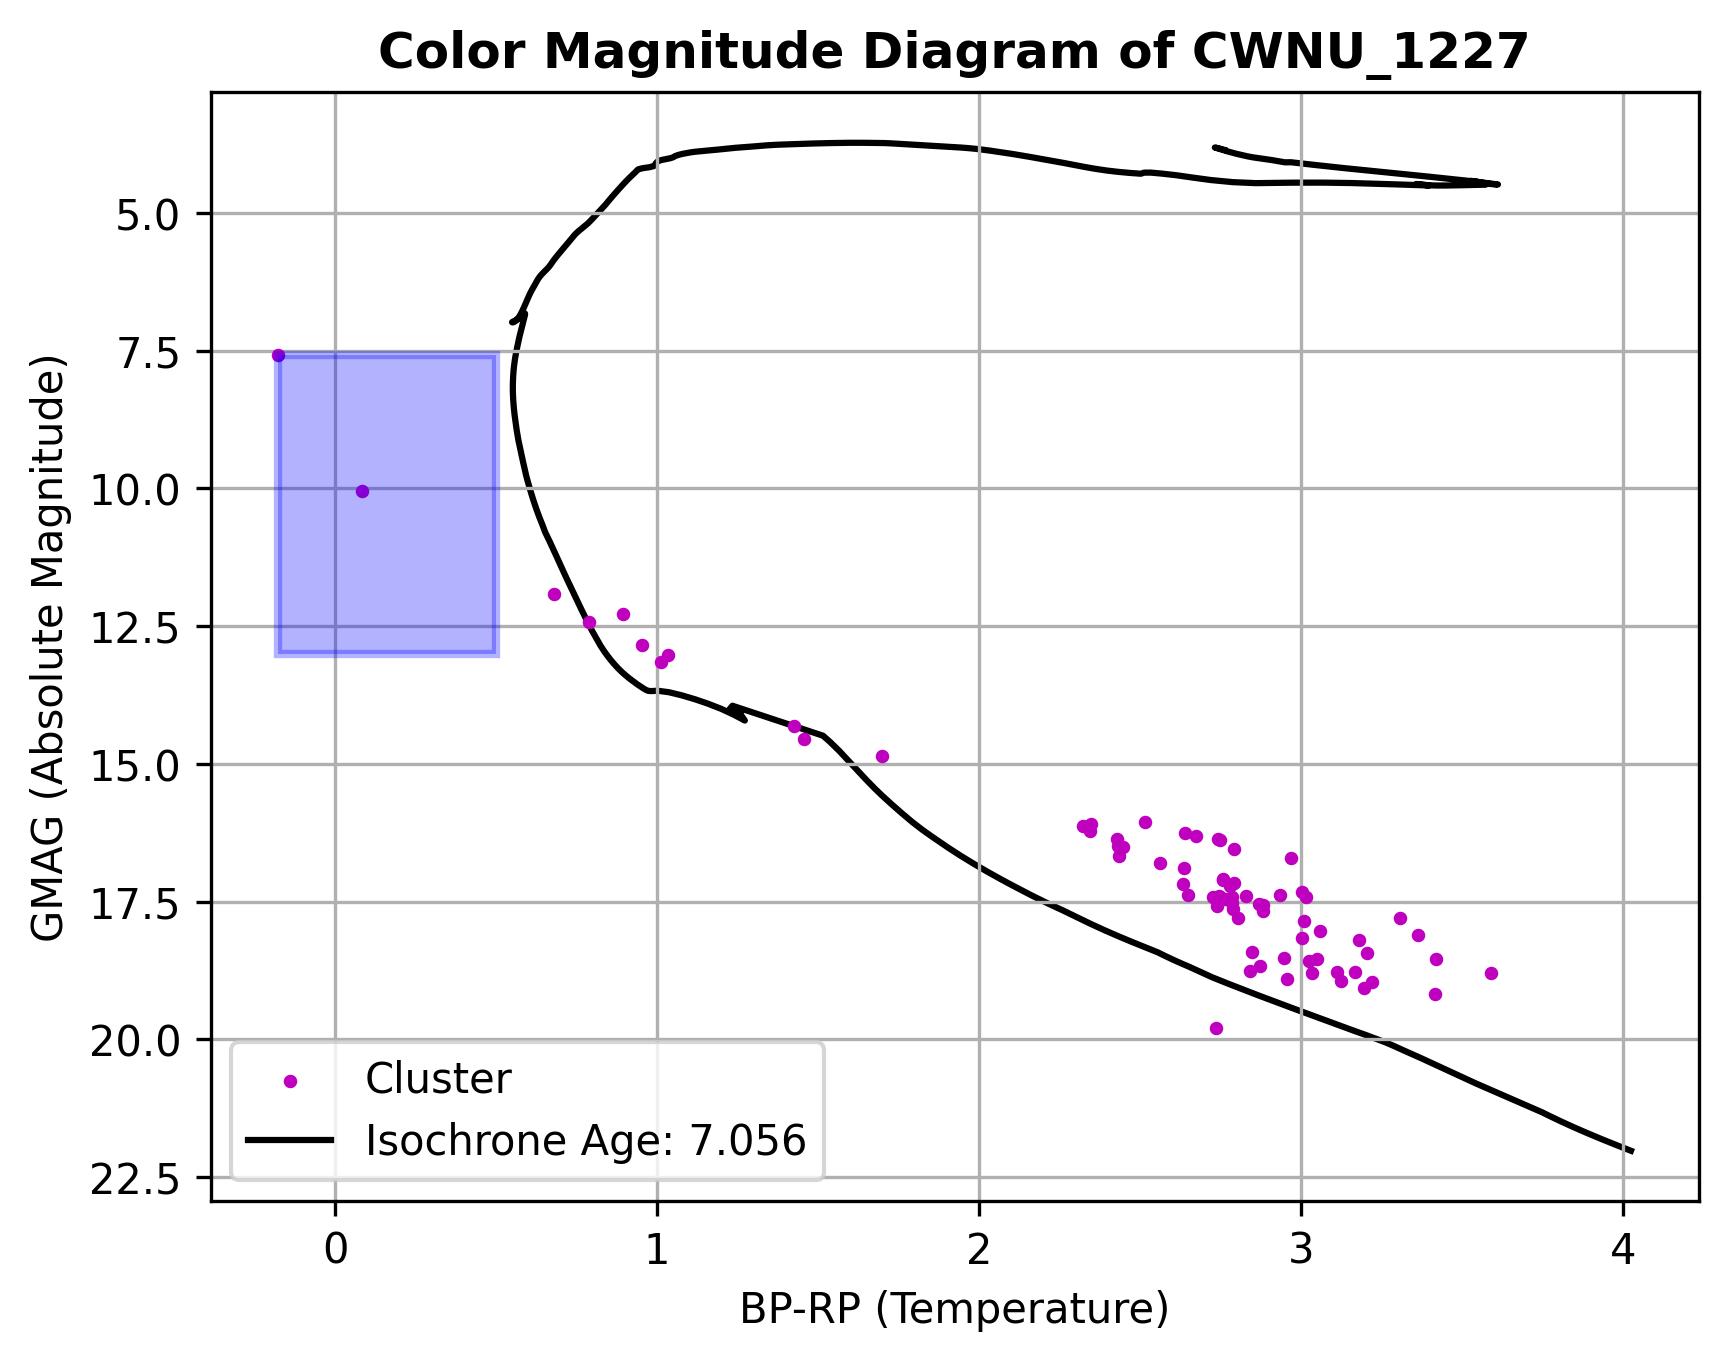 Color Magnitude Diagram of CWNU_1227
GMAG (Absolute Magnitude)
5.0
7.5
10.0
12.5
15.0
17.5
20.0
22.5
Cluster
Isochrone Age: 7.056
0 1 2 3 4
BP-RP (Temperature)